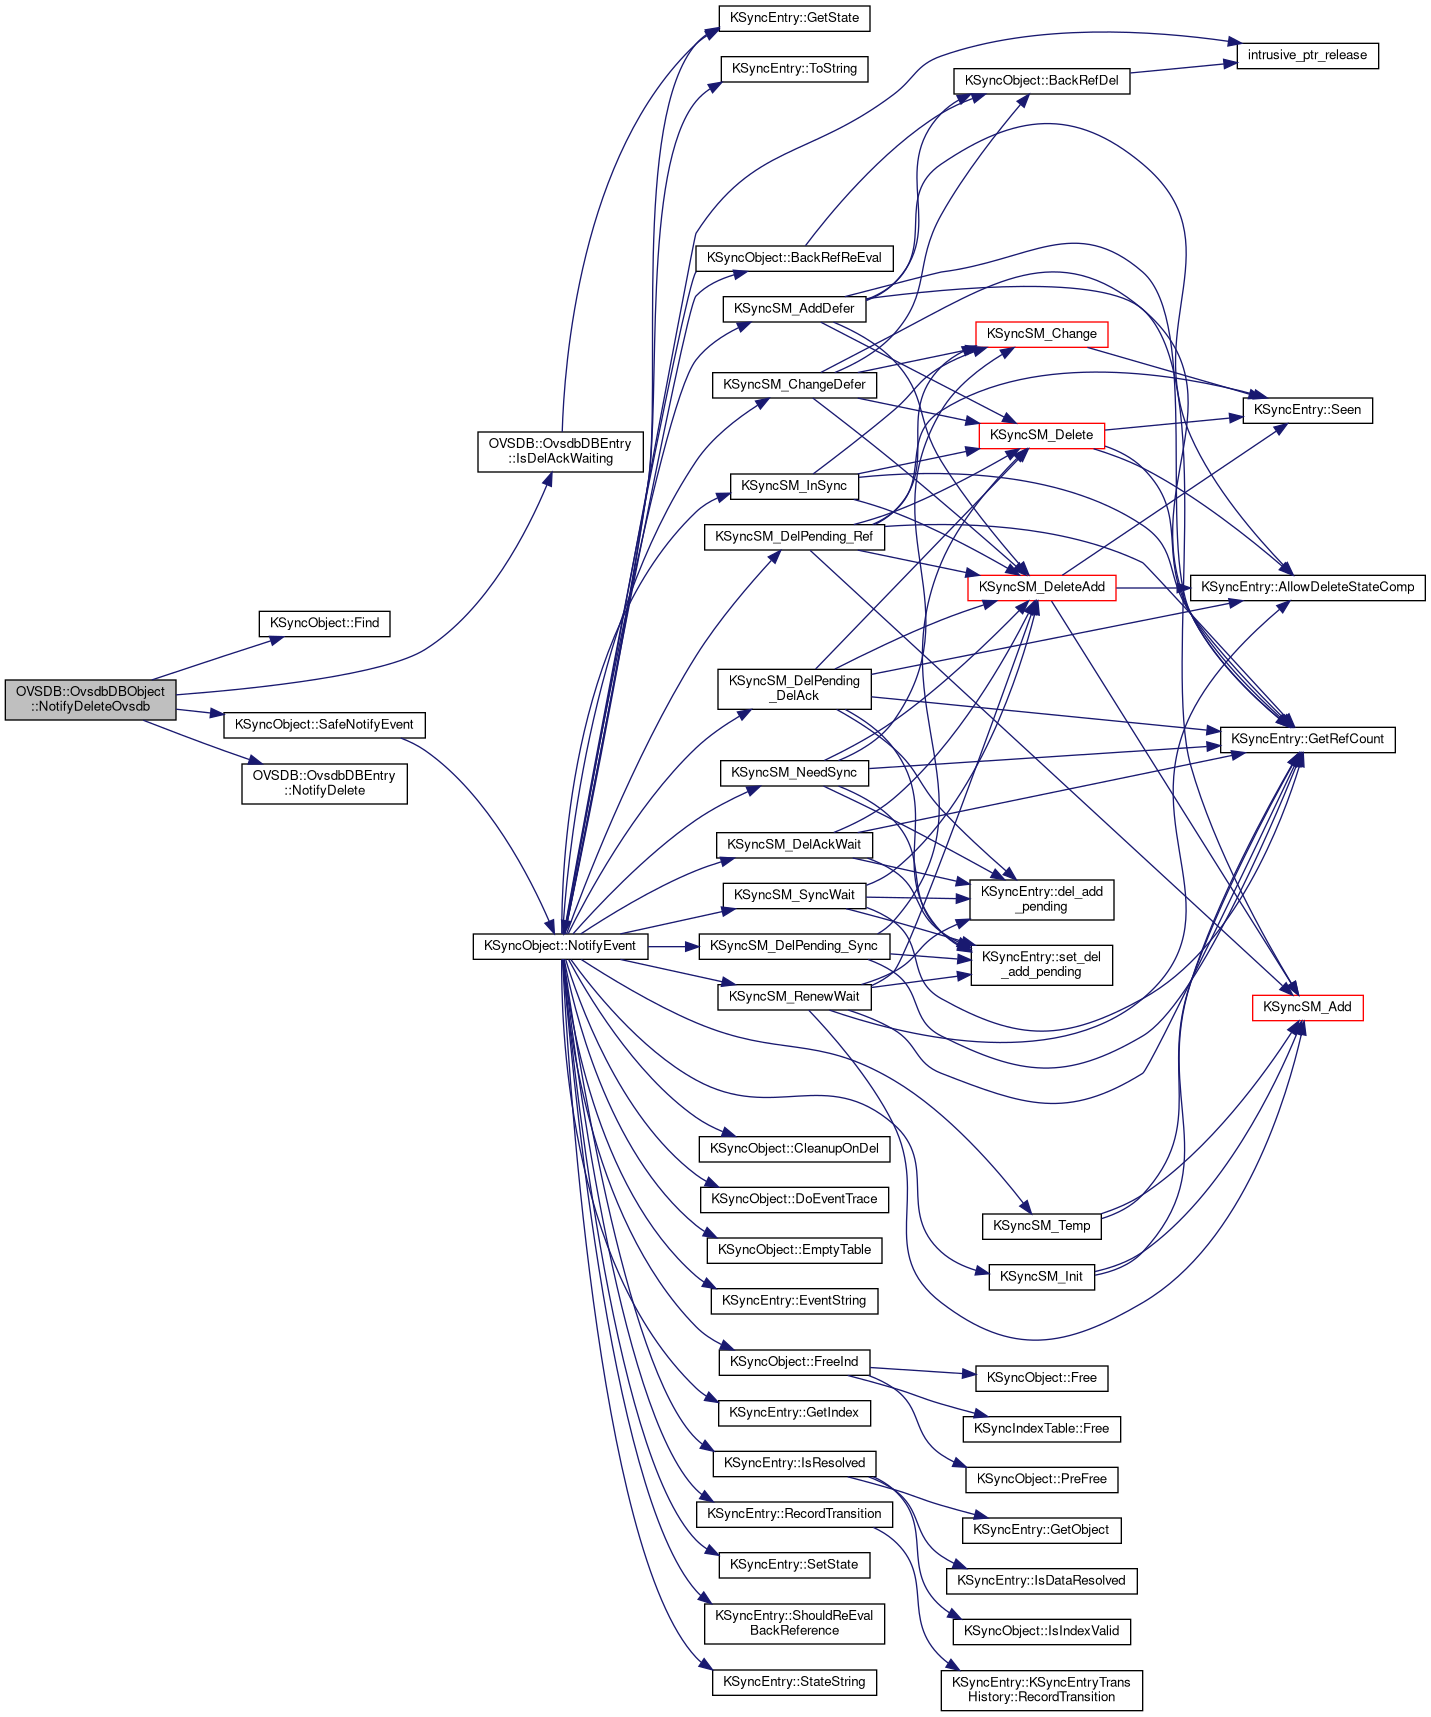 KSyncEntry::GetState
intrusive_ptr_release
KSyncEntry::ToString
KSyncObject::BackRefDel
KSyncObject::BackRefReEval
KSyncSM_AddDefer
KSyncSM_Change
KSyncSM_ChangeDefer
KSyncEntry::Seen
KSyncSM_Delete
OVSDB::OvsdbDBEntry
::IsDelAckWaiting
KSyncSM_InSync
KSyncSM_DelPending_Ref
KSyncSM_DeleteAdd
KSyncEntry::AllowDeleteStateComp
KSyncObject::Find
OVSDB::OvsdbDBObject
::NotifyDeleteOvsdb
KSyncSM_DelPending
_DelAck
KSyncObject::SafeNotifyEvent
KSyncEntry::GetRefCount
OVSDB::OvsdbDBEntry
::NotifyDelete
KSyncSM_NeedSync
KSyncSM_DelAckWait
KSyncSM_SyncWait
KSyncEntry::del_add
_pending
KSyncObject::NotifyEvent
KSyncSM_DelPending_Sync
KSyncEntry::set_del
_add_pending
KSyncSM_RenewWait
KSyncSM_Add
KSyncObject::CleanupOnDel
KSyncObject::DoEventTrace
KSyncSM_Temp
KSyncObject::EmptyTable
KSyncSM_Init
KSyncEntry::EventString
KSyncObject::FreeInd
KSyncObject::Free
KSyncEntry::GetIndex
KSyncIndexTable::Free
KSyncEntry::IsResolved
KSyncObject::PreFree
KSyncEntry::RecordTransition
KSyncEntry::GetObject
KSyncEntry::SetState
KSyncEntry::IsDataResolved
KSyncEntry::ShouldReEval
BackReference
KSyncObject::IsIndexValid
KSyncEntry::StateString
KSyncEntry::KSyncEntryTrans
History::RecordTransition